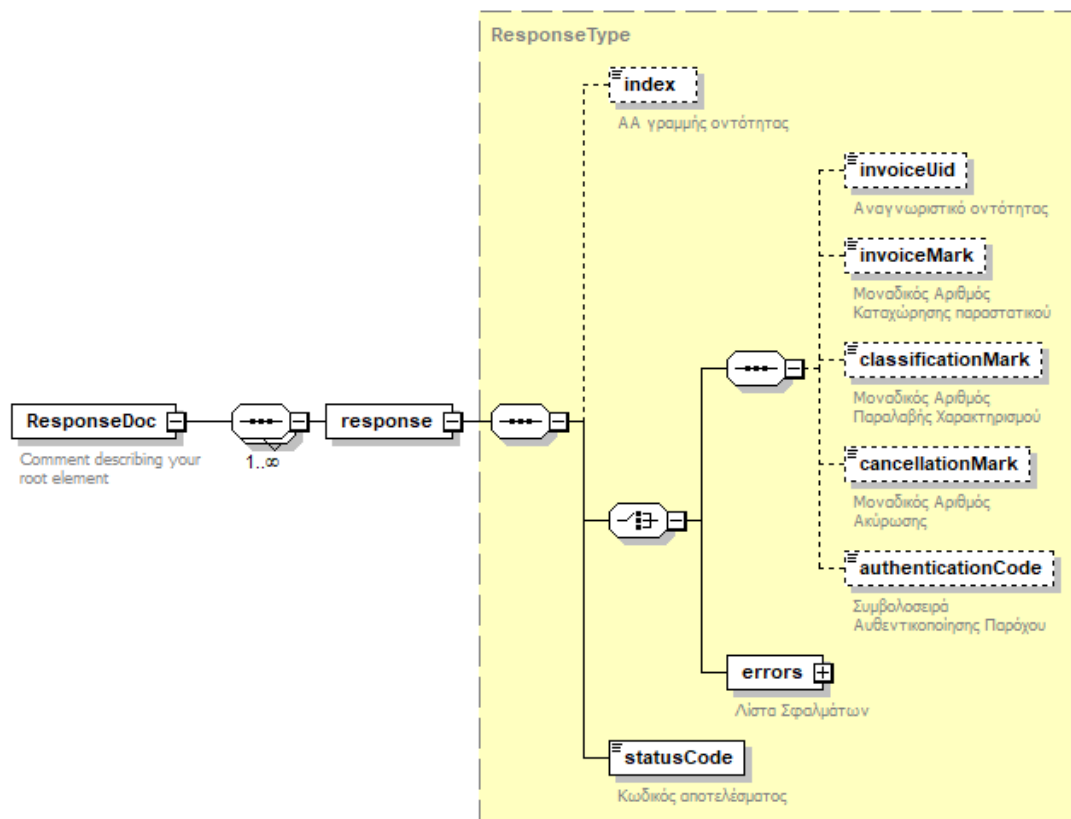 ResponseType
index
ΑΑ γραμμής οντότητας
invoiceUid
Αναγνωριστικό οντότητας
invoiceMark
Μοναδικός Αριθμός
Καταχώρησης παραστατικού
classificationMark
Μοναδικός Αριθμός
Παραλαβής Χαρακτηρισμού
ResponseDoc
response
Comment describing your
root element
1..∞
cancellationMark
Μοναδικός Αριθμός
Ακύρωσης
authenticationCode
Συμβολοσειρά
Αυθεντικοποίησης Παρόχου
errors
Λίστα Σφαλμάτων
statusCode
Κωδικός αποτελέσματος